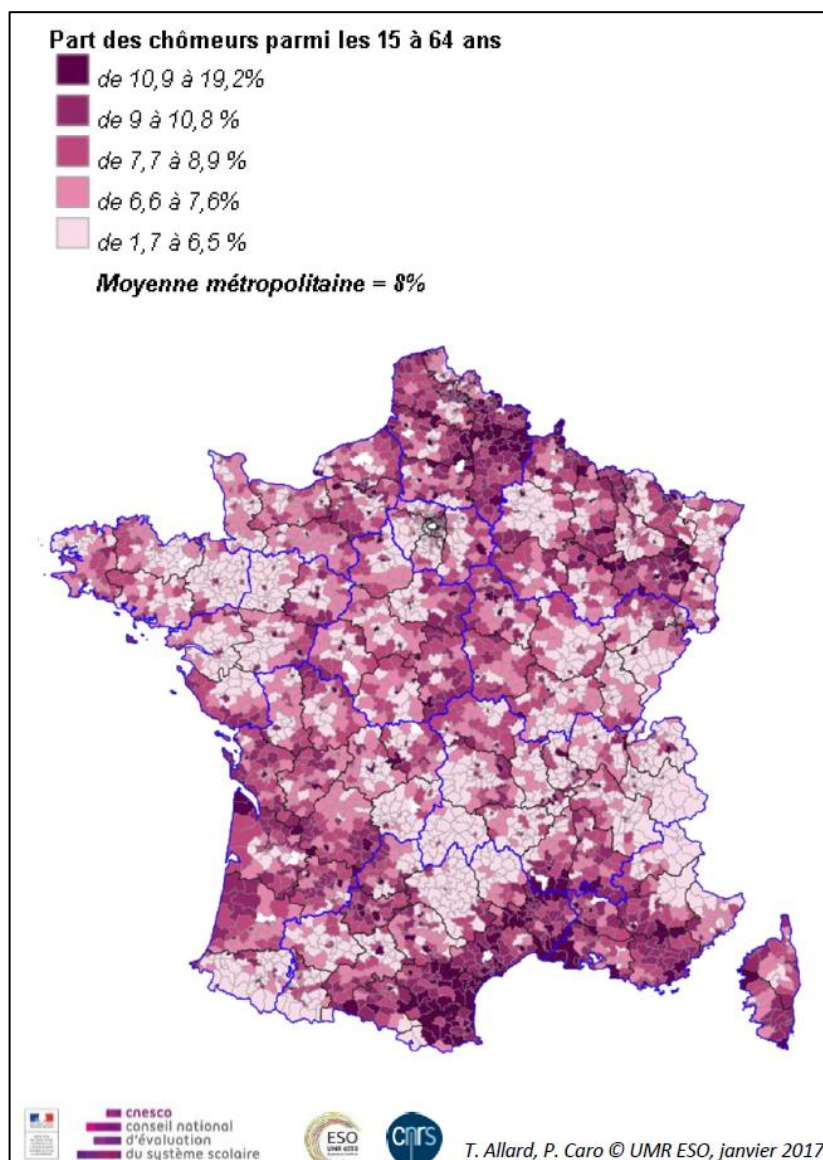 Part des chômeurs parmi les 15 à 64 ans
de 10,9 à 19,2%
de 9 à 10,8 %
de 7,7 à 8,9 %
de 6,6 à 7,6%
de 1,7 à 6,5 %
Moyenne métropolitaine = 8%
cnesco
conseil national
d'évaluation
du système scolaire
ESO
UMR 6590
cnrs
T. Allard, P. Caro © UMR ESO, janvier 2017